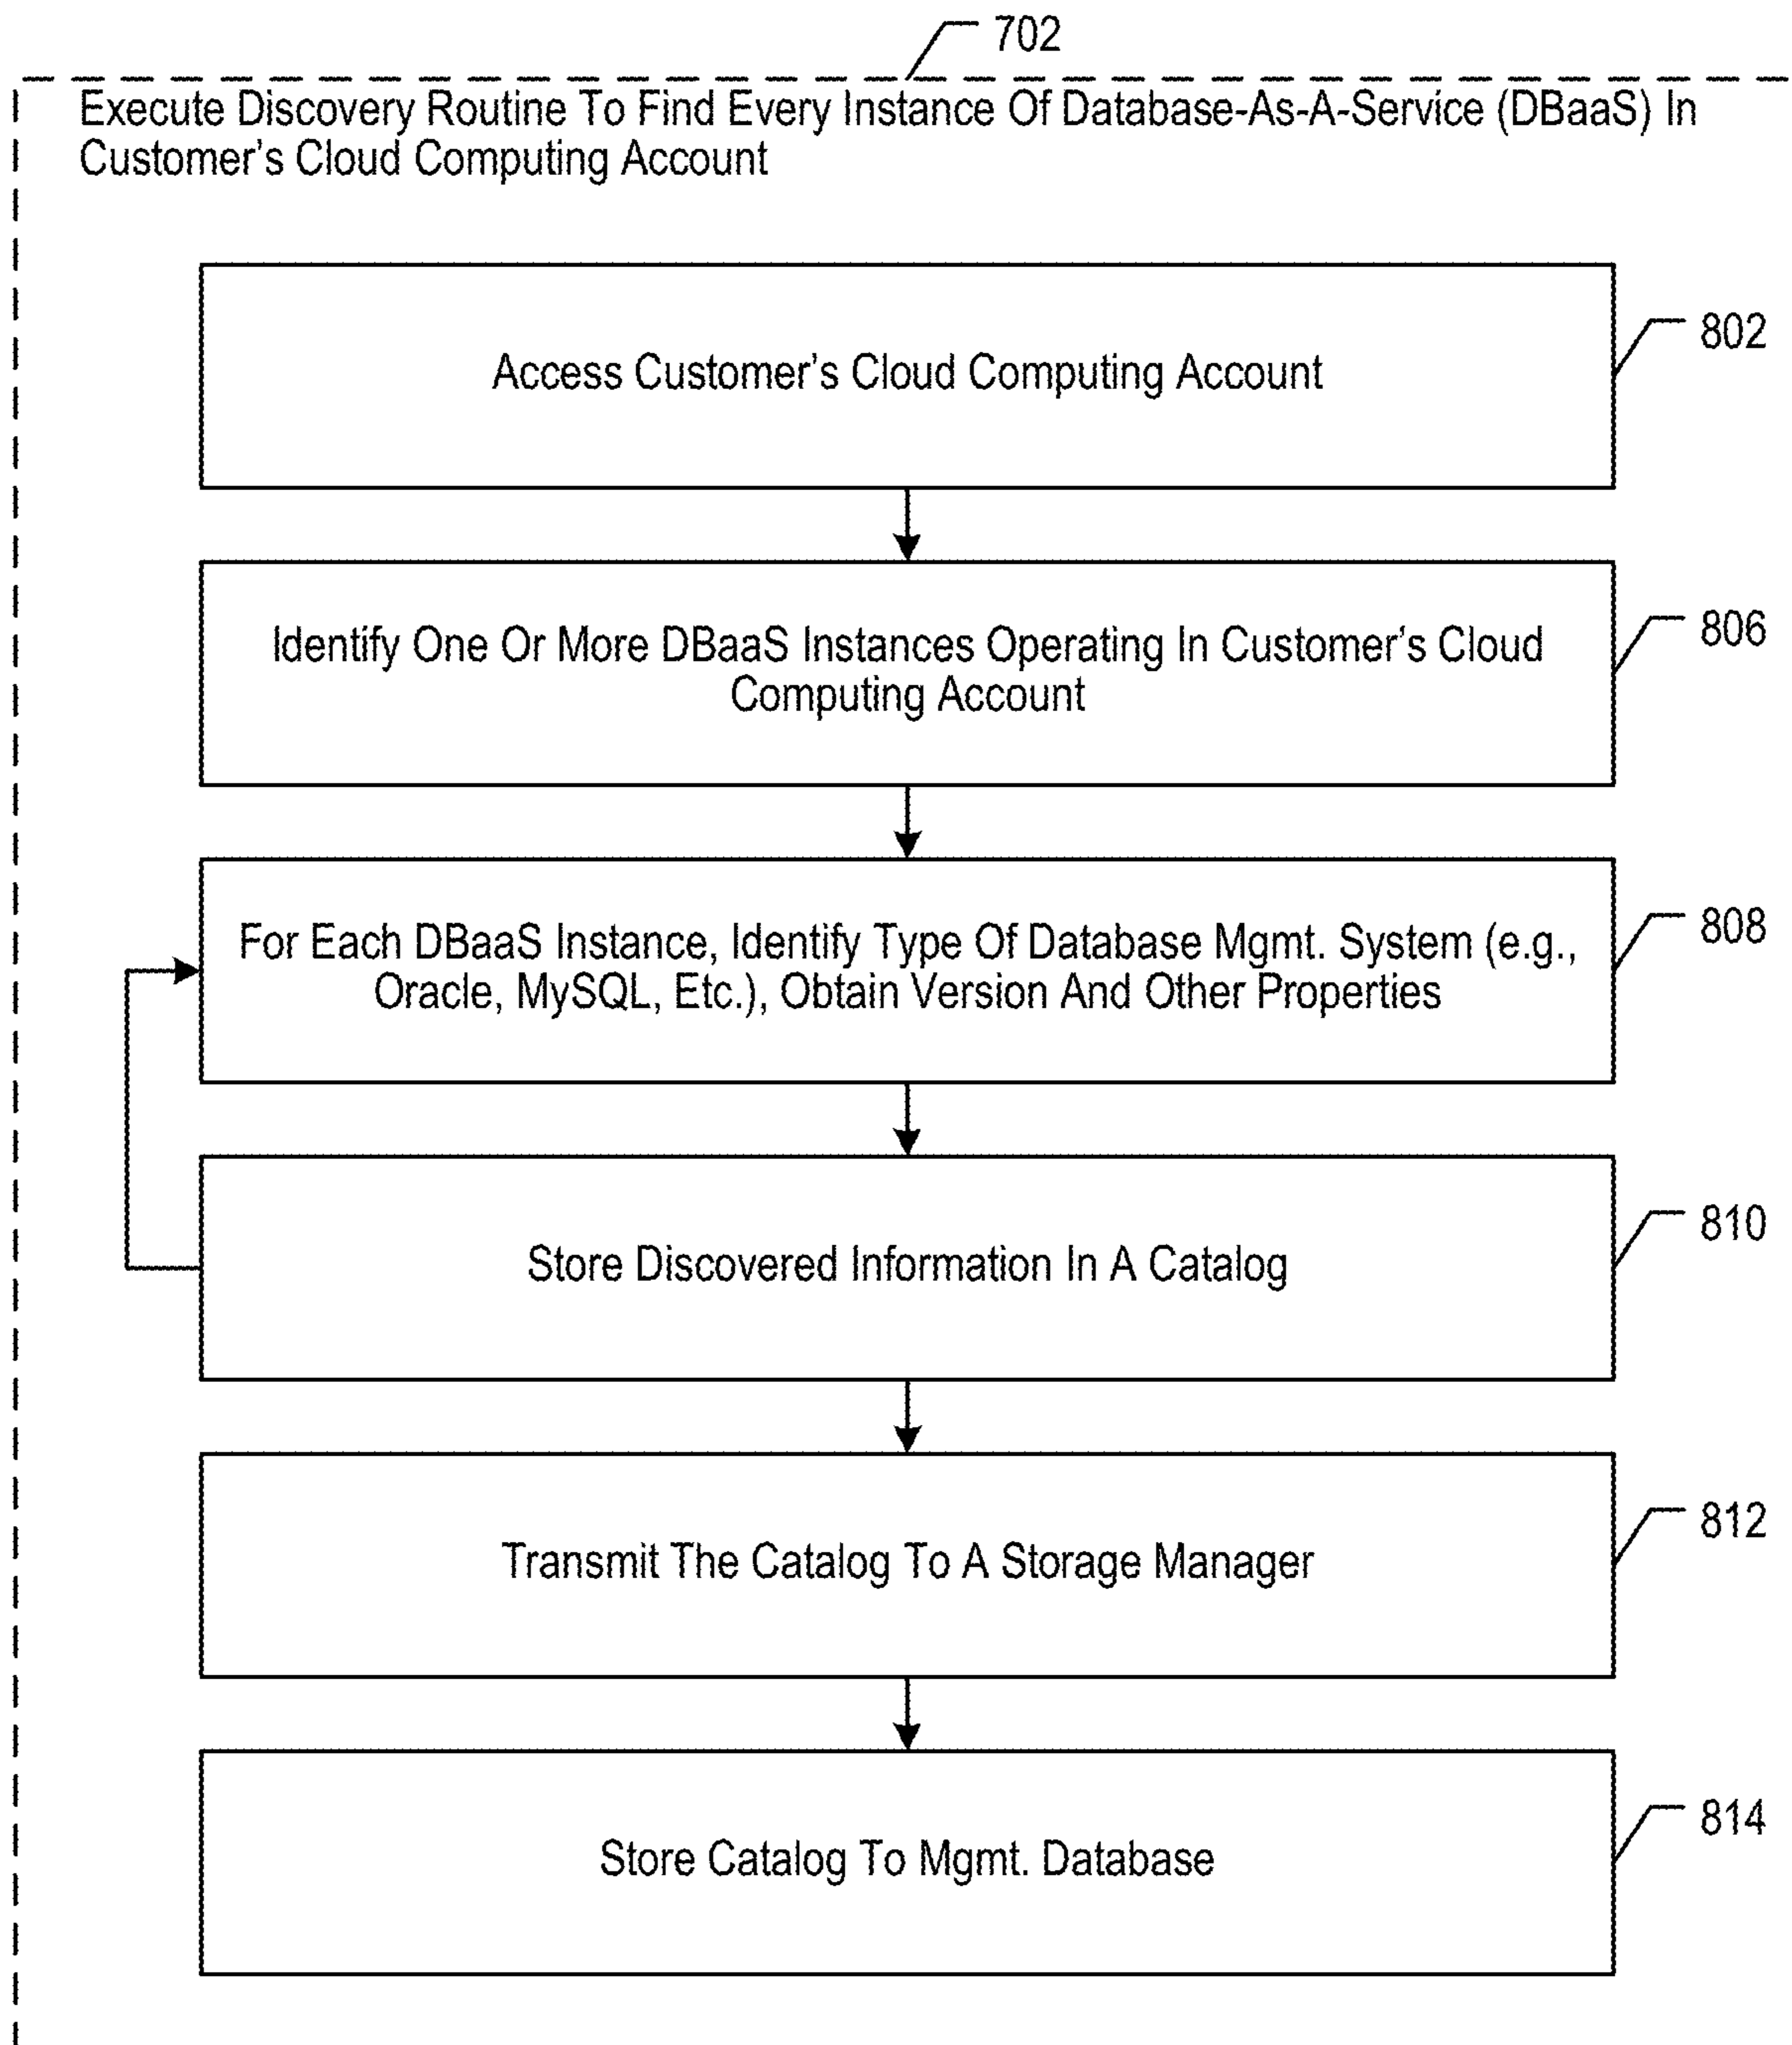 702
Execute Discovery Routine To Find Every Instance Of Database-As-A-Service (DBaaS) In
Customer's Cloud Computing Account
Access Customer's Cloud Computing Account
802
Identify One Or More DBaaS Instances Operating In Customer's Cloud
Computing Account
806
For Each DBaaS Instance, Identify Type Of Database Mgmt. System (e.g.,
Oracle, MySQL, Etc.), Obtain Version And Other Properties
808
Store Discovered Information In A Catalog
810
Transmit The Catalog To A Storage Manager
812
Store Catalog To Mgmt. Database
814